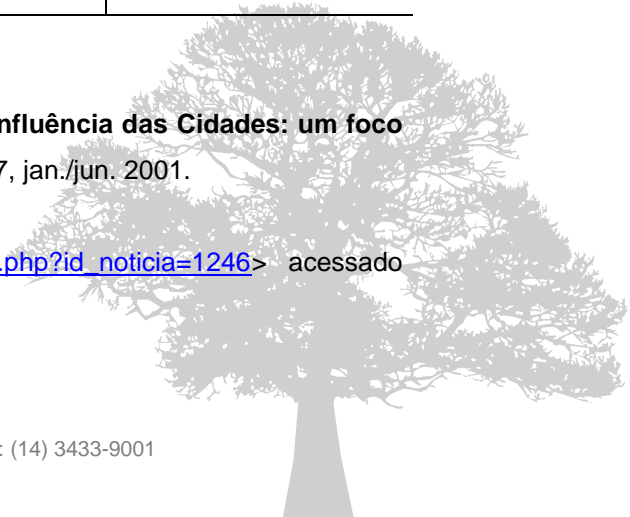 nfluência das Cidades: um foco
7, jan./jun. 2001.
.php?id_noticia=1246> acessado
: (14) 3433-9001